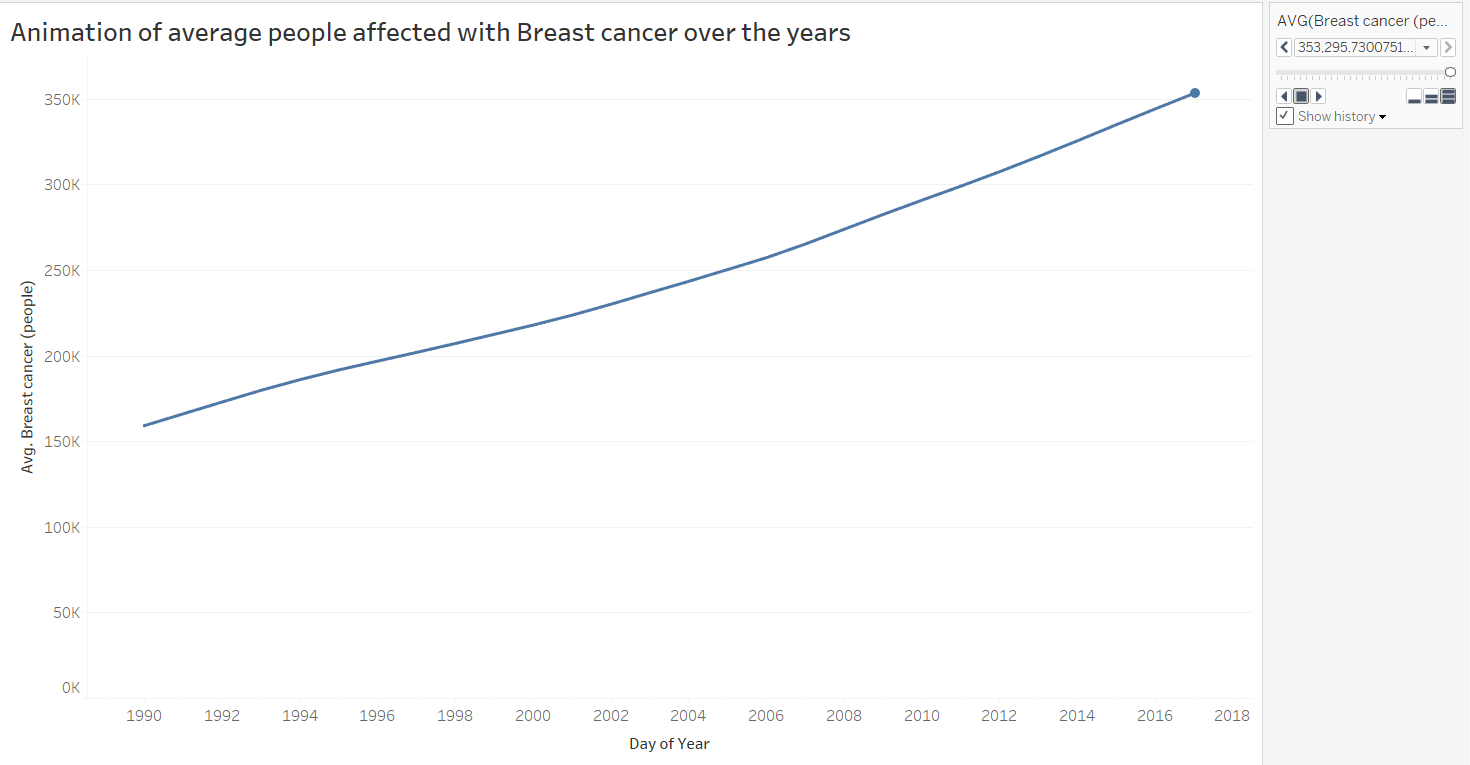 Animation of average people affected with Breast cancer over the years
AVG(Breast cancer (pe...
353,295.7300751...
Show history
350K
300K
250K
200K
150K
100K
50K
0K
Avg. Breast cancer (people)
1990 1992 1994 1996 1998 2000 2002 2004 2006 2008 2010 2012 2014 2016 2018
Day of Year